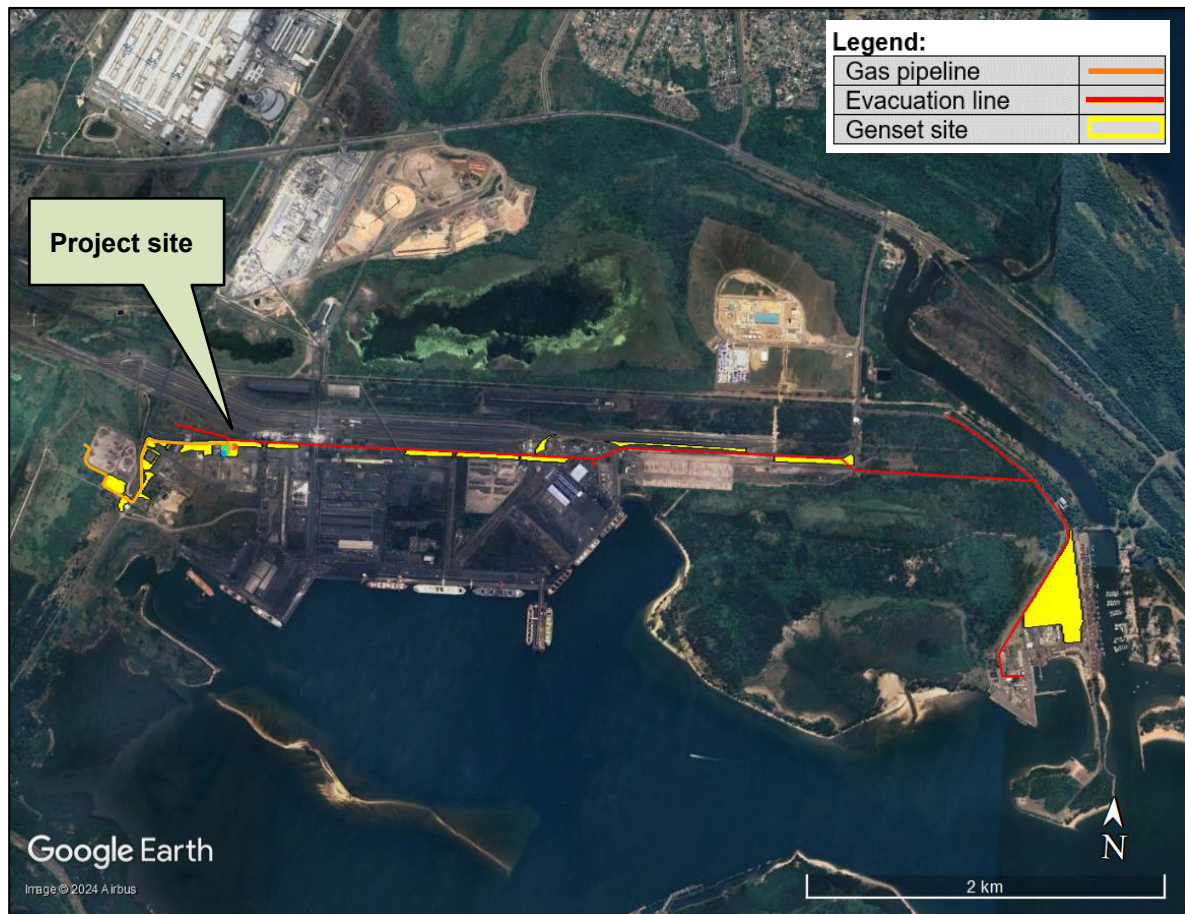 Legend:
Gas pipeline
Evacuation line
Genset site
Project site
Google Earth
Image © 2024 Airbus
N
2 km